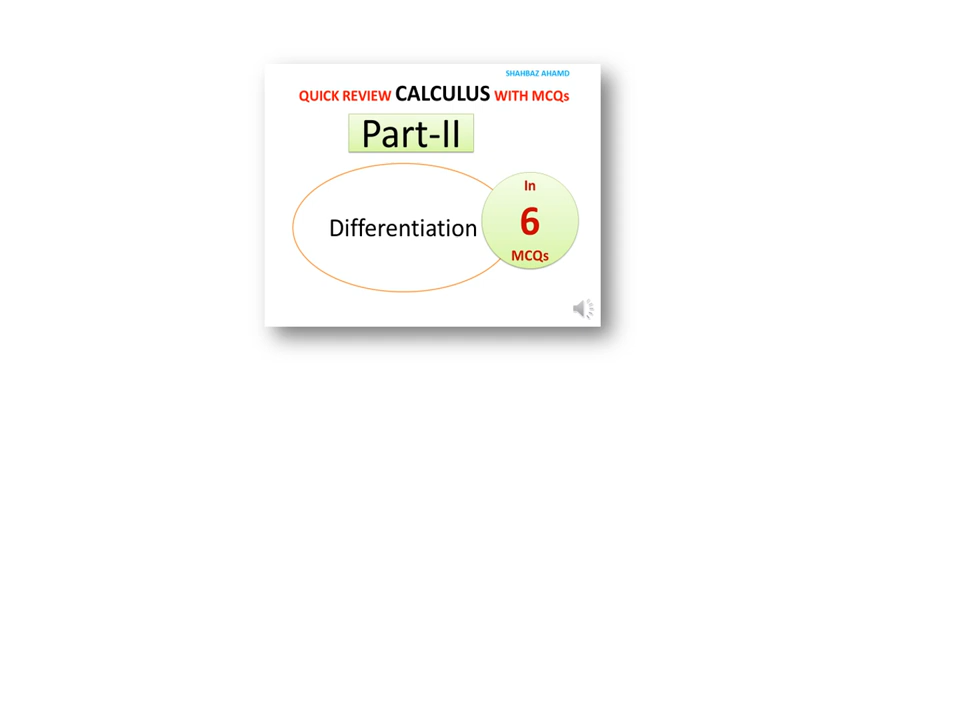 SHAHBAZ AHAMD
QUICK REVIEW CALCULUS WITH MCQs
Part-II
Differentiation
In
6
MCQs